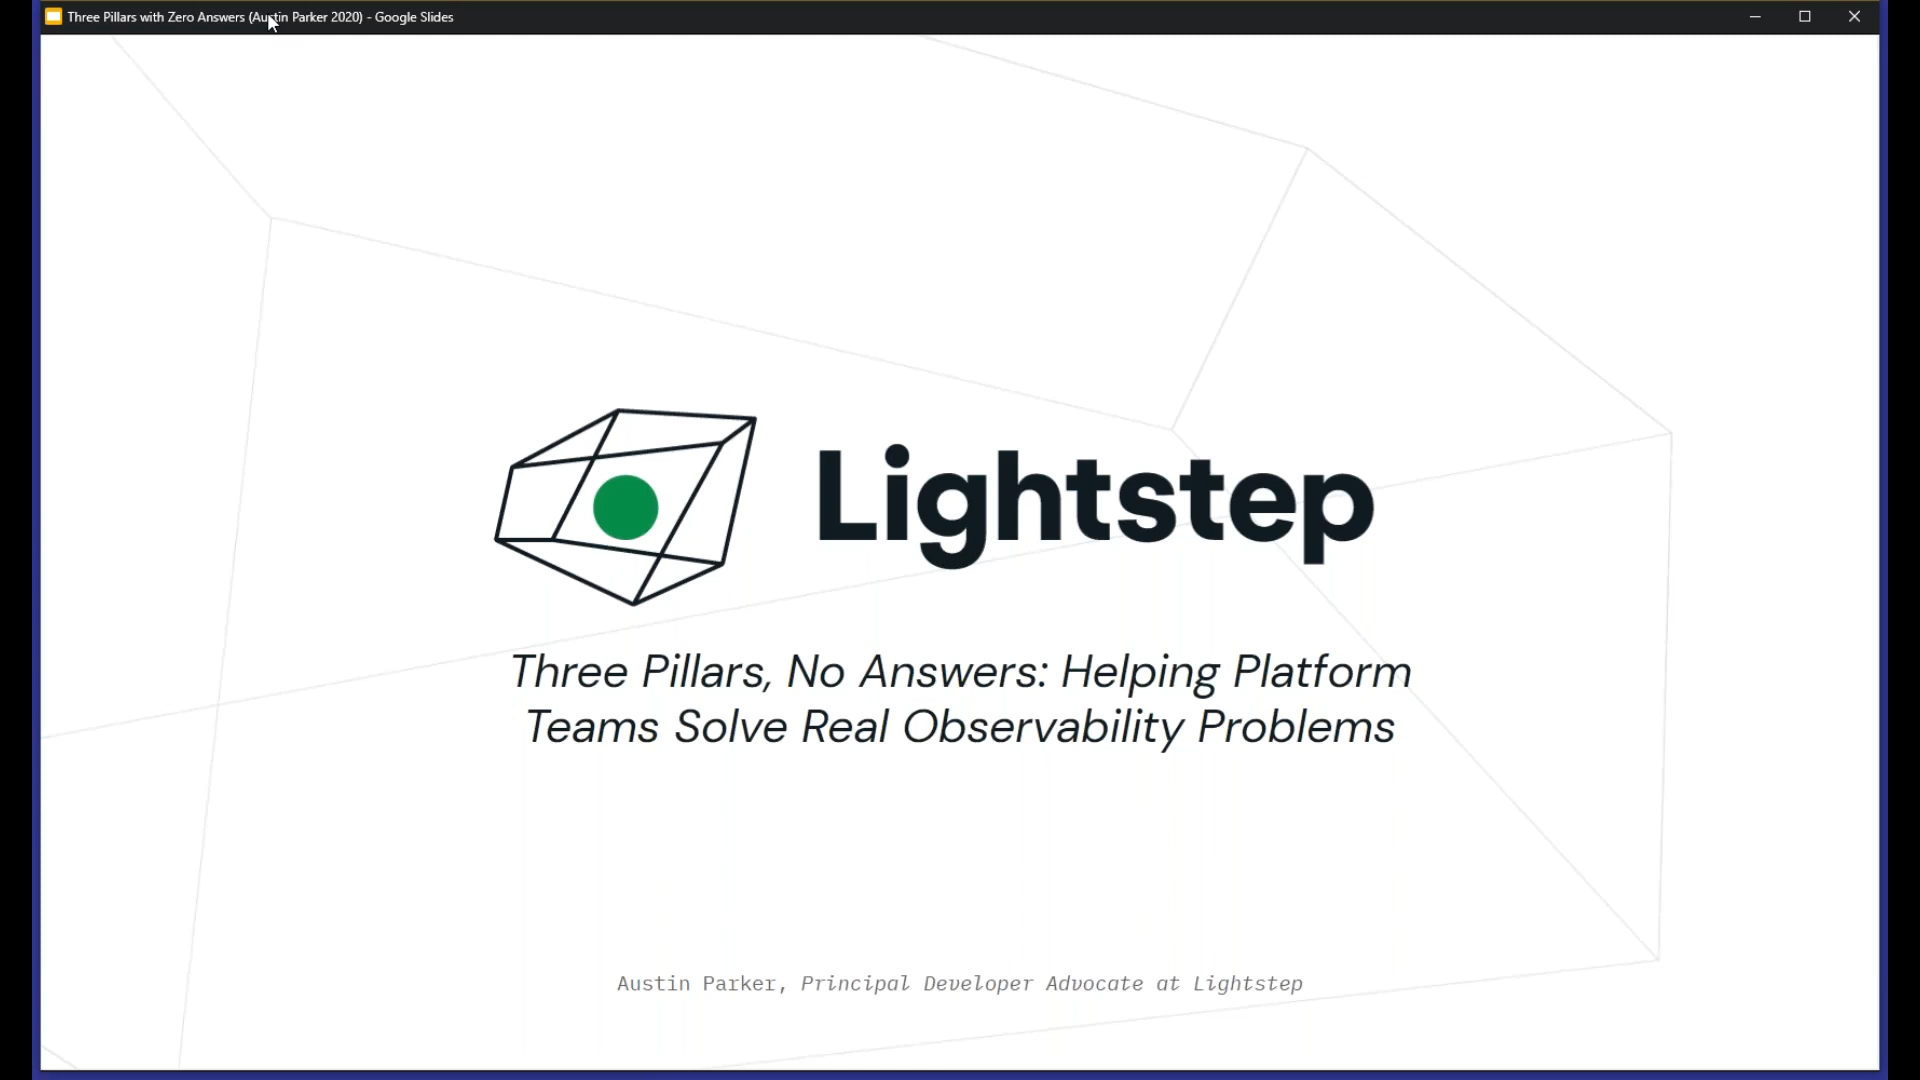 Three Pillars with Zero Answers (Austin Parker 2020) - Google Slides
Lightstep
Three Pillars, No Answers: Helping Platform
Teams Solve Real Observability Problems
Austin Parker, Principal Developer Advocate at Lightstep